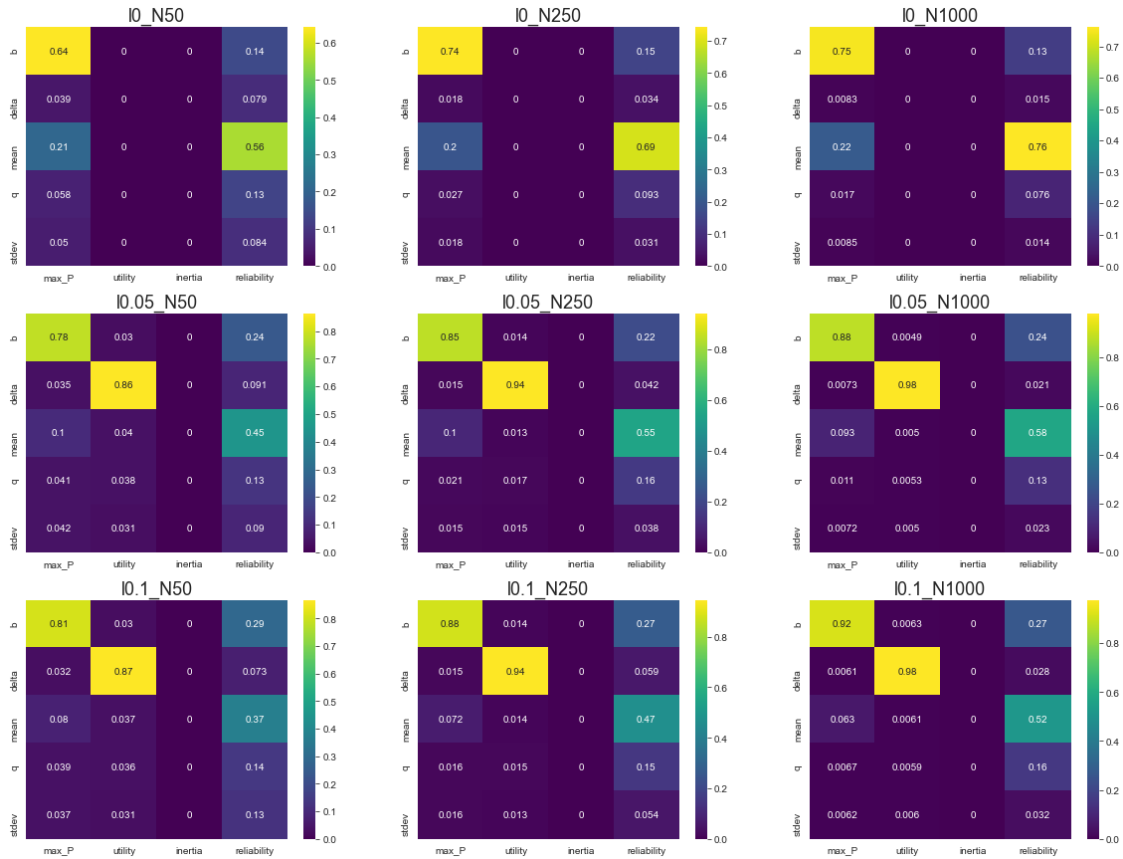 I0_N50 I0_N250 I0_N1000
b 0.64 0 0 0.14 0.6 b 0.74 0 0 0.15 0.7 b 0.75 0 0 0.13 0.7
0.6 0.6
0.5
delta 0.039 0 0 0.079 delta 0.018 0 0 0.034 delta 0.0083 0 0 0.015
0.4 0.5 0.5
mean 0.21 0 0 0.56 0.3 mean 0.2 0 0 0.69 0.4 mean 0.22 0 0 0.76 0.4
0.3 0.3
q 0.058 0 0 0.13 0.2 q 0.027 0 0 0.093 0.2 q 0.017 0 0 0.076 0.2
stdev 0.05 0 0 0.084 0.1 stdev 0.018 0 0 0.031 0.1 stdev 0.0085 0 0 0.014 0.1
0.0 0.0 0.0
max_P utility inertia reliability max_P utility inertia reliability max_P utility inertia reliability
I0.05_N50 I0.05_N250 I0.05_N1000
b 0.78 0.03 0 0.24 0.8 b 0.85 0.014 0 0.22 0.8 b 0.88 0.0049 0 0.24 0.8
0.7
delta 0.035 0.86 0 0.091 0.6 delta 0.015 0.94 0 0.042 0.6 delta 0.0073 0.98 0 0.021 0.6
0.5
mean 0.1 0.04 0 0.45 0.4 mean 0.1 0.013 0 0.55 0.4 mean 0.093 0.005 0 0.58 0.4
0.3
q 0.041 0.038 0 0.13 0.2 q 0.021 0.017 0 0.16 0.2 q 0.011 0.0053 0 0.13 0.2
stdev 0.042 0.031 0 0.09 0.1 stdev 0.015 0.015 0 0.038 stdev 0.0072 0.005 0 0.023
0.0 0.0 0.0
max_P utility inertia reliability max_P utility inertia reliability max_P utility inertia reliability
I0.1_N50 I0.1_N250 I0.1_N1000
b 0.81 0.03 0 0.29 0.8 b 0.88 0.014 0 0.27 0.8 b 0.92 0.0063 0 0.27 0.8
0.7
delta 0.032 0.87 0 0.073 0.6 delta 0.015 0.94 0 0.059 0.6 delta 0.0061 0.98 0 0.028 0.6
0.5
mean 0.08 0.037 0 0.37 0.4 mean 0.072 0.014 0 0.47 0.4 mean 0.063 0.0061 0 0.52 0.4
0.3
q 0.039 0.036 0 0.14 0.2 q 0.016 0.015 0 0.15 0.2 q 0.0067 0.0059 0 0.16 0.2
stdev 0.037 0.031 0 0.13 0.1 stdev 0.016 0.013 0 0.054 stdev 0.0062 0.006 0 0.032
0.0 0.0 0.0
max_P utility inertia reliability max_P utility inertia reliability max_P utility inertia reliability